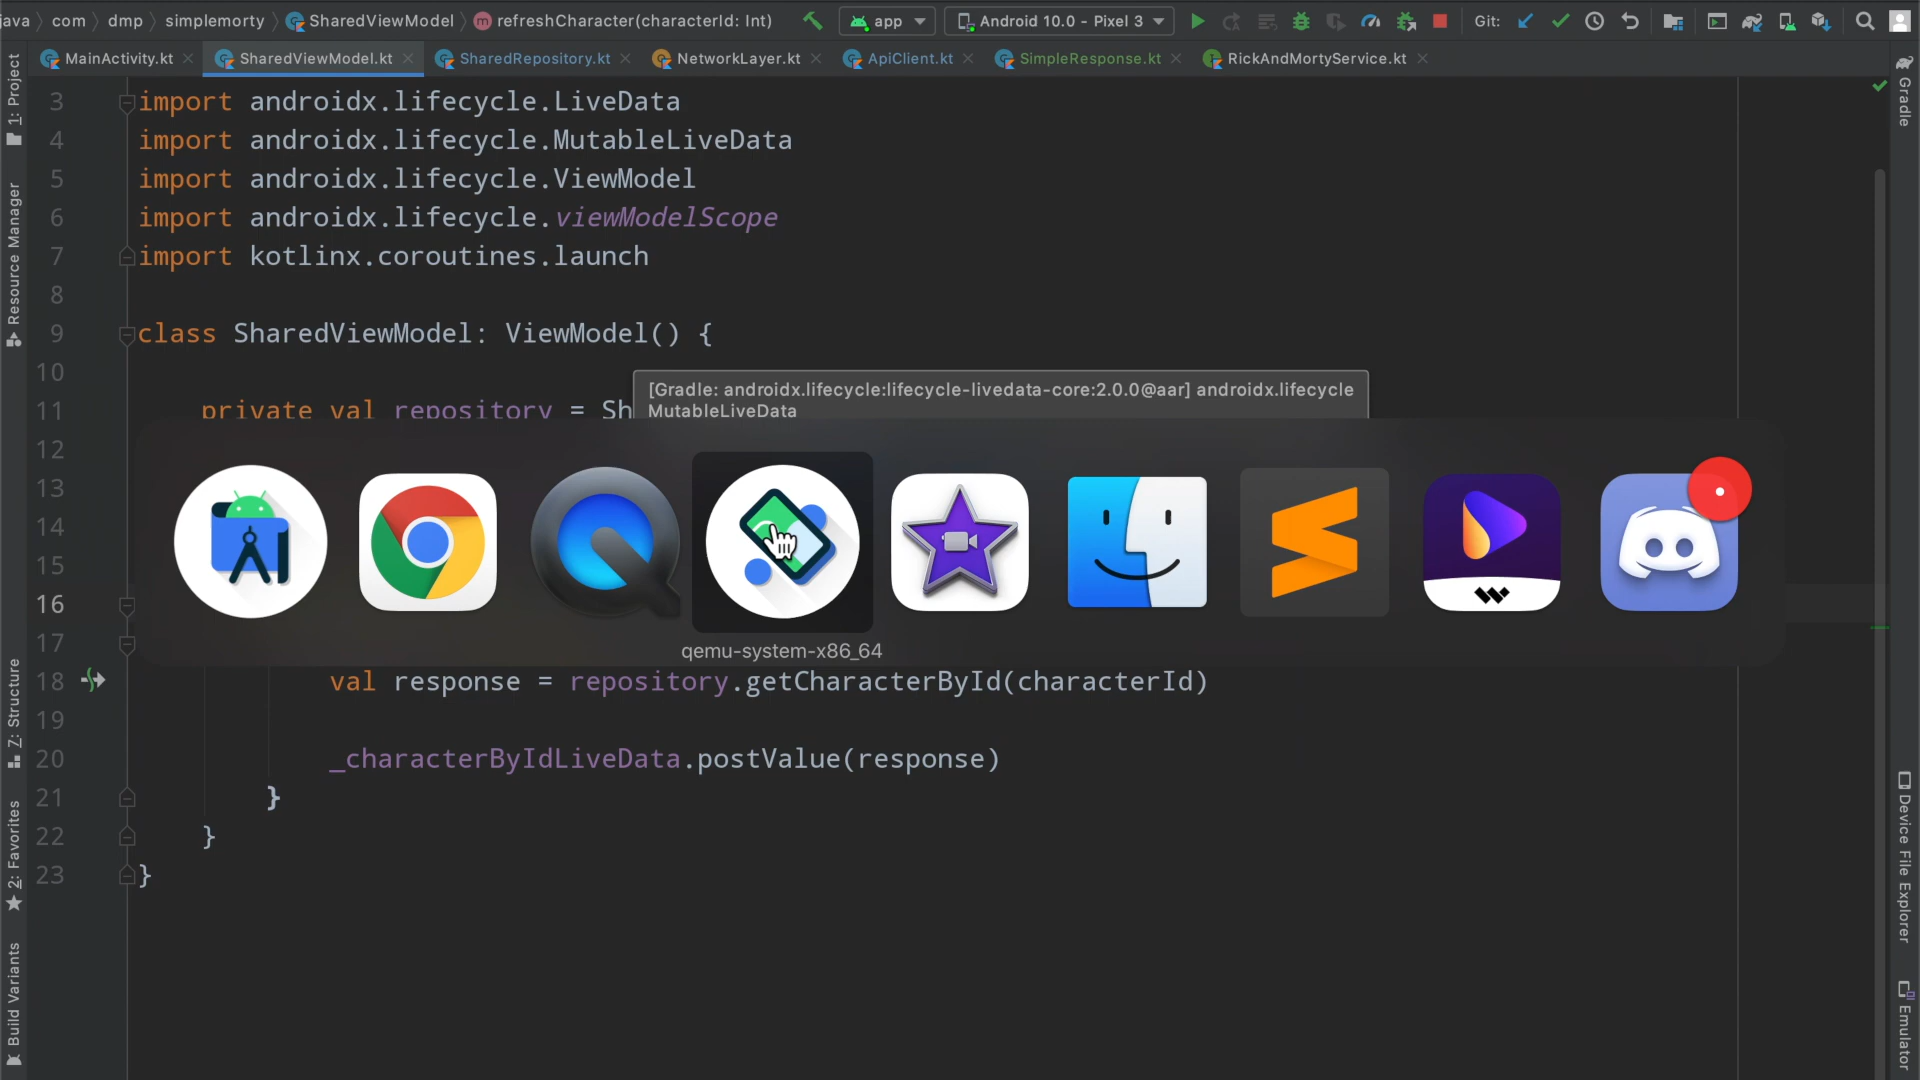 java com dmp simplemorty SharedViewModel refreshCharacter(characterId: Int) app Android 10.0 - Pixel 3 Git:
MainActivity.kt SharedViewModel.kt SharedRepository.kt NetworkLayer.kt ApiClient.kt SimpleResponse.kt RickAndMortyService.kt
1: Project
Resource Manager
Z: Structure
2: Favorites
Build Variants
3 import androidx.lifecycle.LiveData
4 import androidx.lifecycle.MutableLiveData
5 import androidx.lifecycle.ViewModel
6 import androidx.lifecycle.viewModelScope
7 import kotlinx.coroutines.launch
8
9 class SharedViewModel: ViewModel() {
10
[Gradle: androidx.lifecycle:lifecycle-livedata-core:2.0.0@aar] androidx.lifecycle
MutableLiveData
11 private val repository = Sh
12
13
14
15
16
17
qemu-system-x86_64
18 val response = repository.getCharacterById(characterId)
19
20 _characterByIdLiveData.postValue(response)
21 }
22 }
23 }
Gradle
Device File Explorer
Emulator